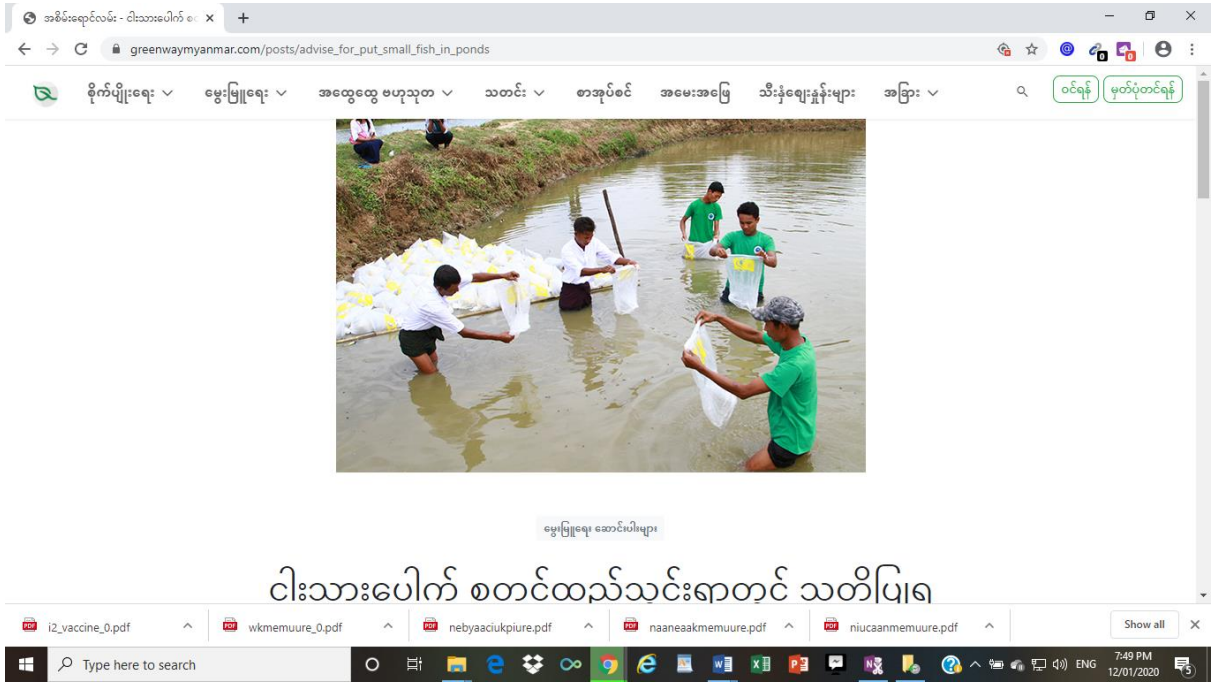 အစိမ်းရောင်လမ်း - ငါးသားပေါက် စ
greenwaymyanmar.com/posts/advise_for_put_small_fish_in_ponds
စိုက်ပျိုးရေး မွေးမြူရေး အထွေထွေ ဗဟုသုတ သတင်း စာအုပ်စင် အမေးအဖြေ သီးနှံဈေးနှုန်းများ အခြား ဝင်ရန် မှတ်ပုံတင်ရန်
မွေးမြူရေး ဆောင်းပါးများ
ငါးသားပေါက် စတင်ထည့်သွင်းရာတွင် သတိပြုရ
i2_vaccine_0.pdf wkmemuure_0.pdf nebyaaciukpiure.pdf naaneaakmemuure.pdf niucaanmemuure.pdf Show all
Type here to search ENG 7:49 PM
12/01/2020